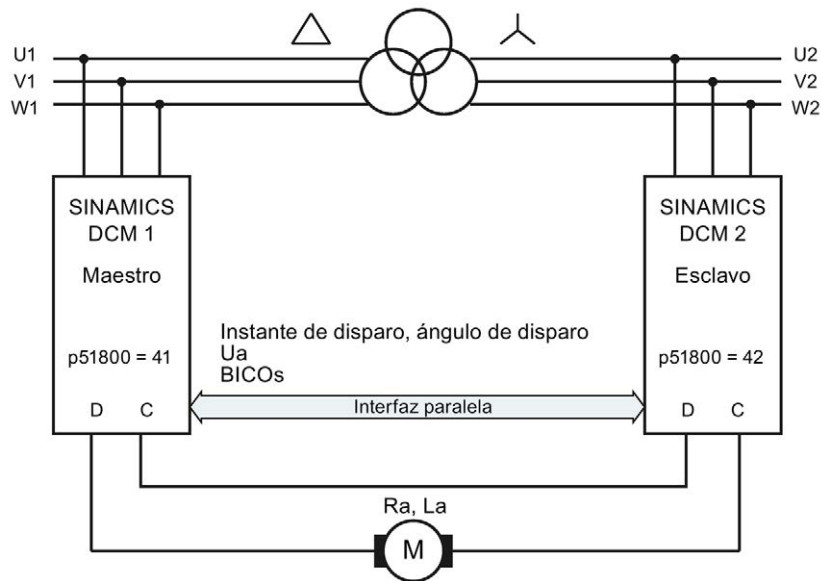 U1
V1
W1
U2
V2
W2
SINAMICS
DCM 1
Maestro
p51800 = 41
D C
SINAMICS
DCM 2
Esclavo
p51800 = 42
D C
Instante de disparo, ángulo de disparo
Ua
BICOs
Interfaz paralela
Ra, La
M